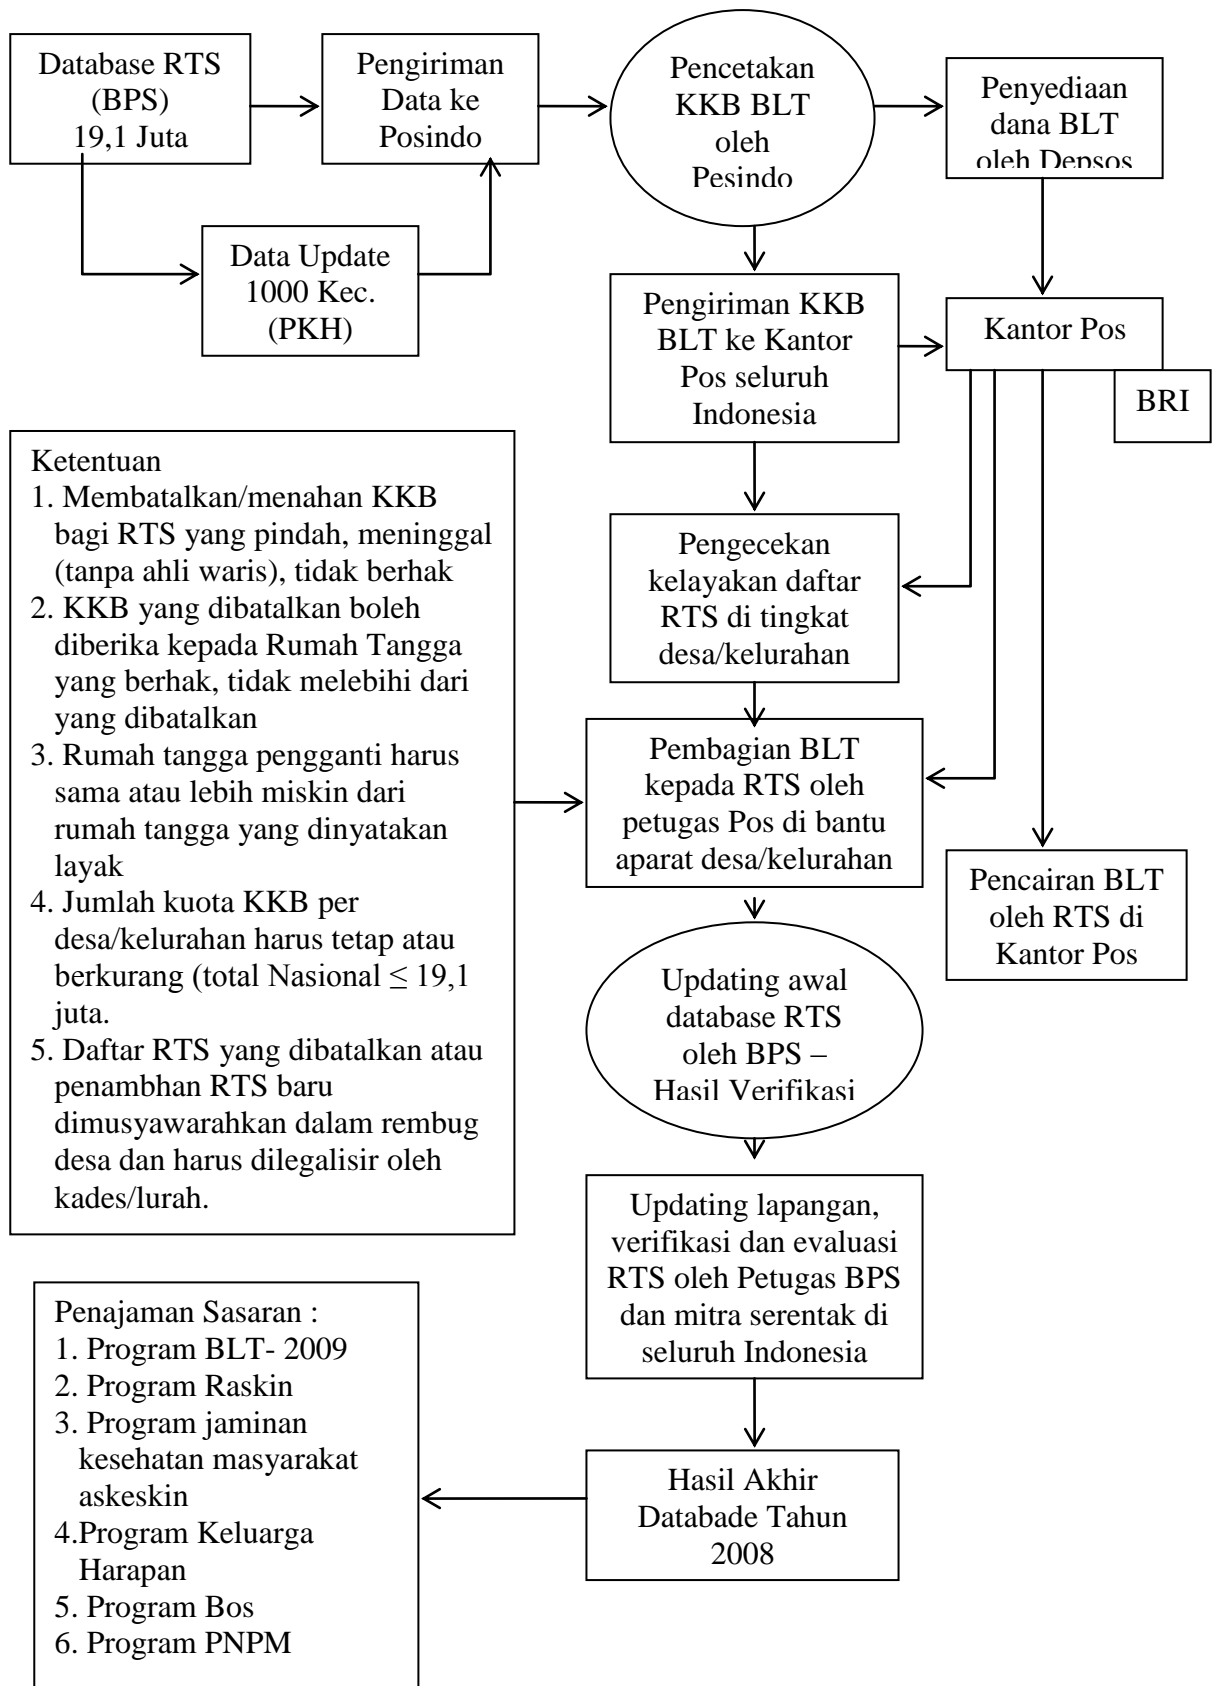 Database RTS
(BPS)
19,1 Juta
Pengiriman
Data ke
Posindo
Pencetakan
KKB BLT
oleh
Pesindo
Penyediaan
dana BLT
oleh Depsos
Data Update
1000 Kec.
(PKH)
Pengiriman KKB
BLT ke Kantor
Pos seluruh
Indonesia
Kantor Pos
BRI
Ketentuan
1. Membatalkan/menahan KKB
bagi RTS yang pindah, meninggal
(tanpa ahli waris), tidak berhak
2. KKB yang dibatalkan boleh
diberika kepada Rumah Tangga
yang berhak, tidak melebihi dari
yang dibatalkan
3. Rumah tangga pengganti harus
sama atau lebih miskin dari
rumah tangga yang dinyatakan
layak
4. Jumlah kuota KKB per
desa/kelurahan harus tetap atau
berkurang (total Nasional ≤ 19,1
juta.
5. Daftar RTS yang dibatalkan atau
penambhan RTS baru
dimusyawarahkan dalam rembug
desa dan harus dilegalisir oleh
kades/lurah.
Pengecekan
kelayakan daftar
RTS di tingkat
desa/kelurahan
Pembagian BLT
kepada RTS oleh
petugas Pos di bantu
aparat desa/kelurahan
Pencairan BLT
oleh RTS di
Kantor Pos
Updating awal
database RTS
oleh BPS –
Hasil Verifikasi
Updating lapangan,
verifikasi dan evaluasi
RTS oleh Petugas BPS
dan mitra serentak di
seluruh Indonesia
Penajaman Sasaran :
1. Program BLT- 2009
2. Program Raskin
3. Program jaminan
kesehatan masyarakat
askeskin
4.Program Keluarga
Harapan
5. Program Bos
6. Program PNPM
Hasil Akhir
Databade Tahun
2008